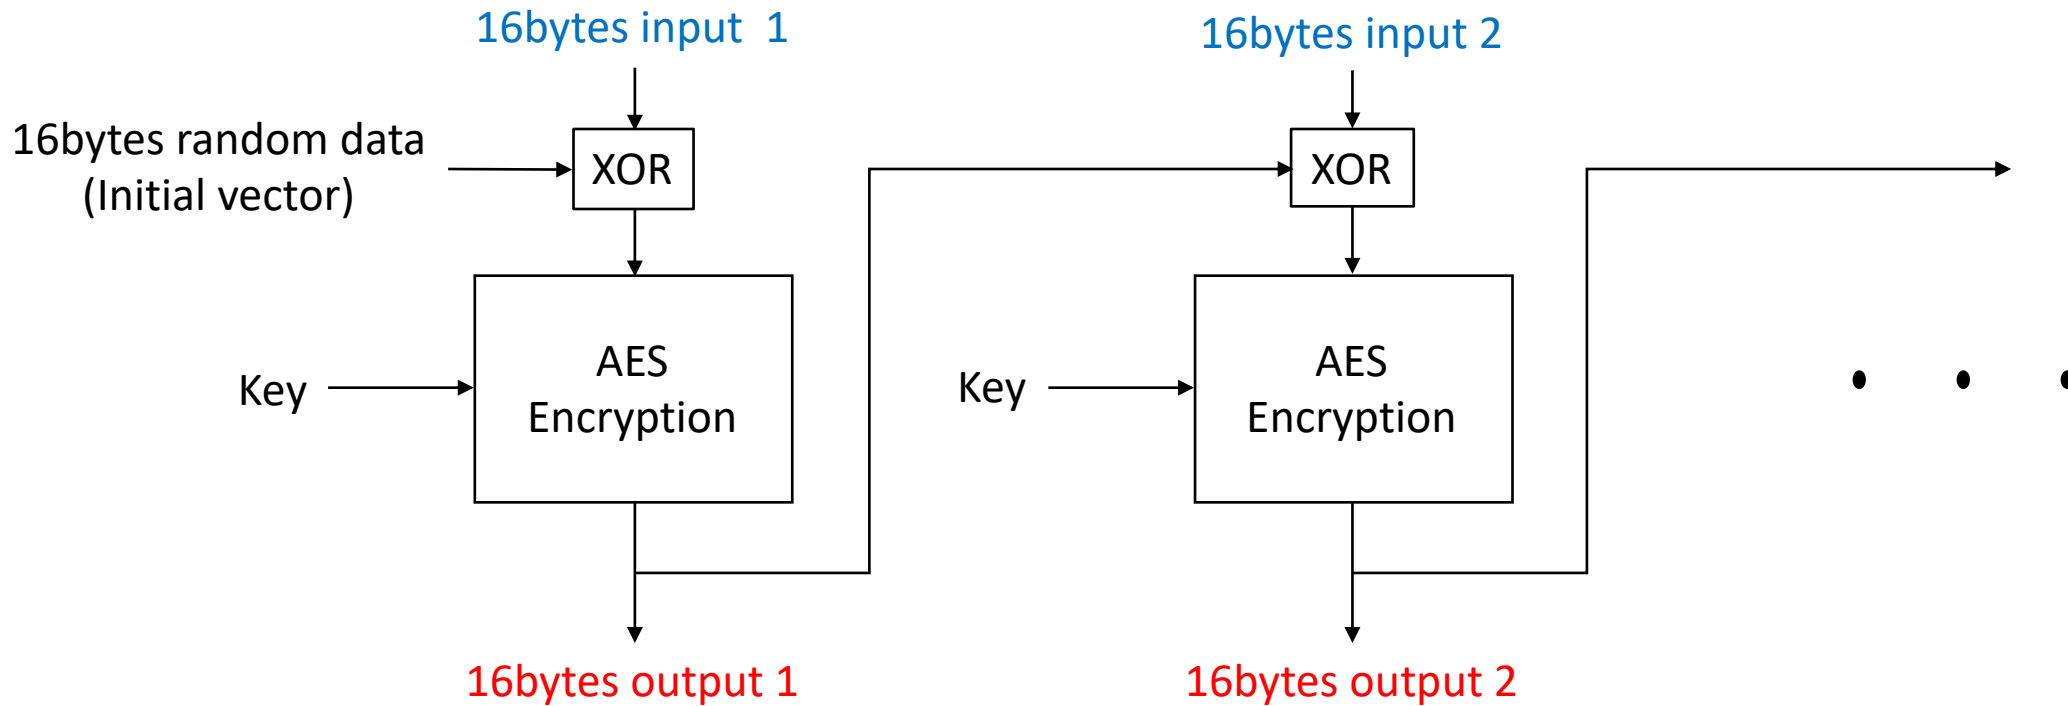 16bytes input  1
16bytes input 2
16bytes random data
(Initial vector)
XOR
XOR
Key
AES
Encryption
Key
AES
Encryption
16bytes output 1
16bytes output 2